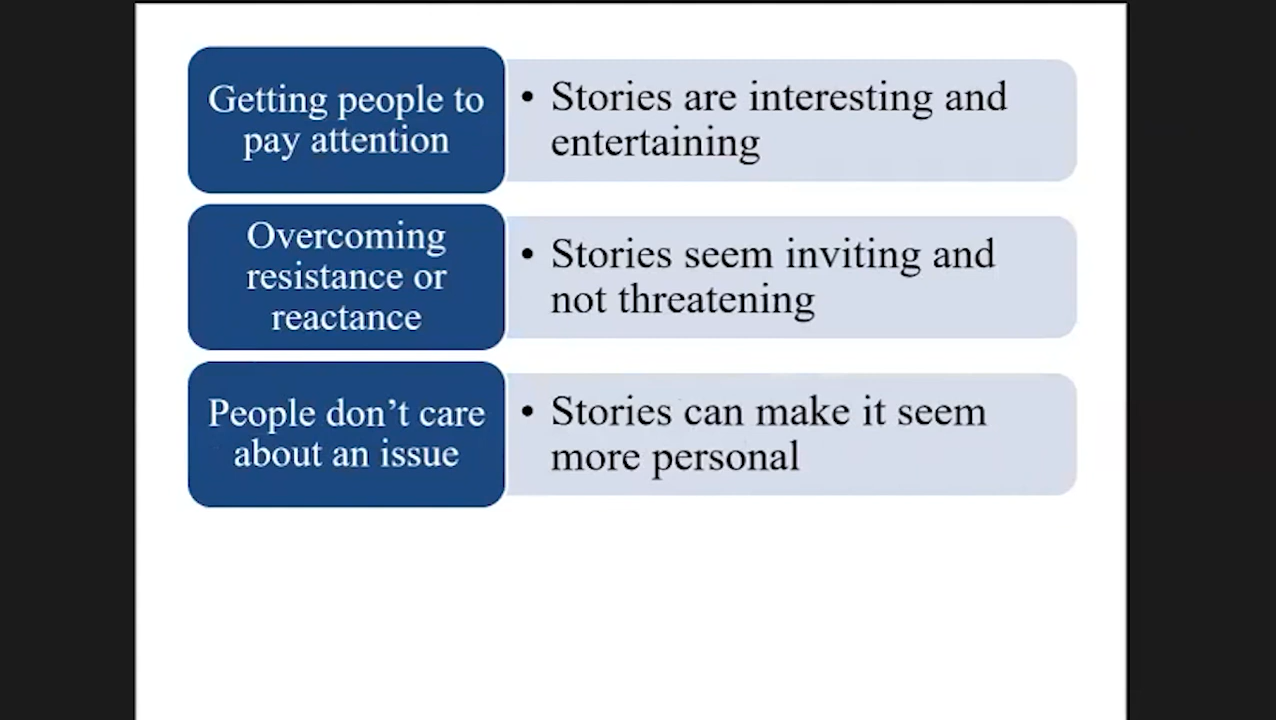 Getting people to
pay attention
• Stories are interesting and
entertaining
Overcoming
resistance or
reactance
• Stories seem inviting and
not threatening
People don’t care
about an issue
• Stories can make it seem
more personal